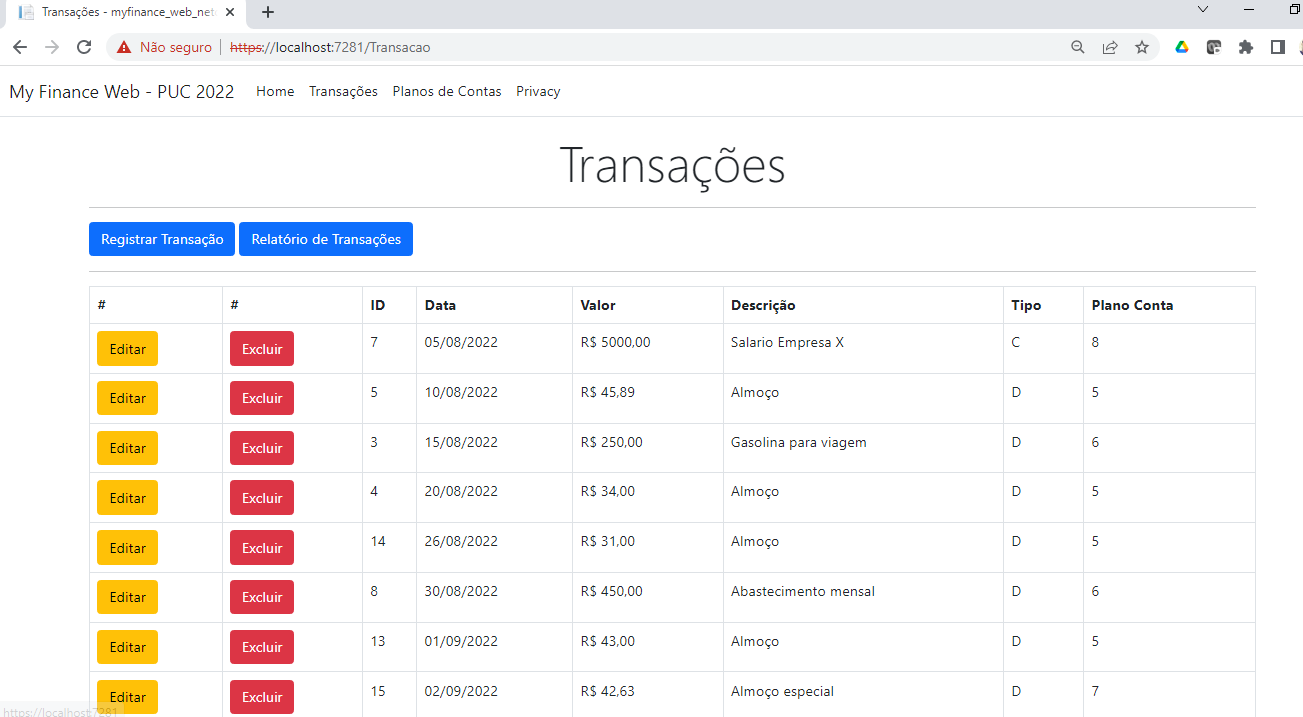 Transações - myfinance_web_net
Não seguro https://localhost:7281/Transacao
My Finance Web - PUC 2022 Home Transações Planos de Contas Privacy
Transações
Registrar Transação Relatório de Transações
# # ID Data Valor Descrição Tipo Plano Conta
Editar Excluir 7 05/08/2022 R$ 5000,00 Salario Empresa X C 8
Editar Excluir 5 10/08/2022 R$ 45,89 Almoço D 5
Editar Excluir 3 15/08/2022 R$ 250,00 Gasolina para viagem D 6
Editar Excluir 4 20/08/2022 R$ 34,00 Almoço D 5
Editar Excluir 14 26/08/2022 R$ 31,00 Almoço D 5
Editar Excluir 8 30/08/2022 R$ 450,00 Abastecimento mensal D 6
Editar Excluir 13 01/09/2022 R$ 43,00 Almoço D 5
Editar Excluir 15 02/09/2022 R$ 42,63 Almoço especial D 7
https://localhost:7281